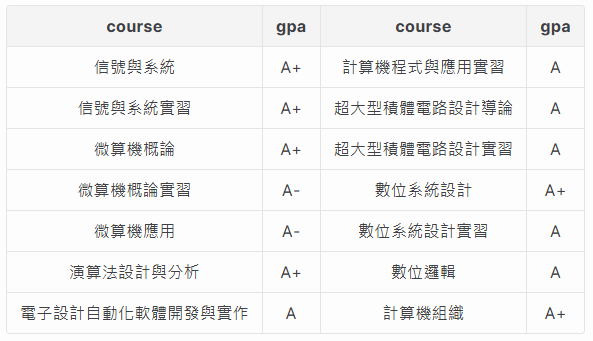 course gpa course gpa
信號與系統 A+ 計算機程式與應用實習 A
信號與系統實習 A+ 超大型積體電路設計導論 A
微算機概論 A+ 超大型積體電路設計實習 A
微算機概論實習 A- 數位系統設計 A+
微算機應用 A- 數位系統設計實習 A
演算法設計與分析 A+ 數位邏輯 A
電子設計自動化軟體開發與實作 A 計算機組織 A+